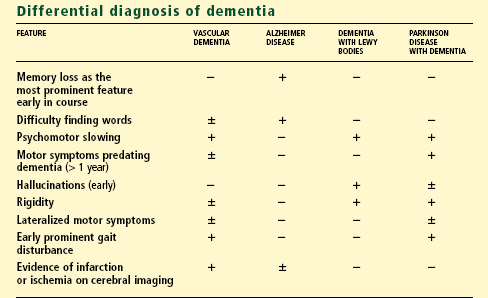 Differential diagnosis of dementia
FEATURE VASCULAR DEMENTIA ALZHEIMER DISEASE DEMENTIA WITH LEWY BODIES PARKINSON DISEASE WITH DEMENTIA
Memory loss as the – + – –
most prominent feature
early in course
Difficulty finding words ± + – –
Psychomotor slowing + – + +
Motor symptoms predating ± – – +
dementia (> 1 year)
Hallucinations (early) – – + ±
Rigidity ± – + +
Lateralized motor symptoms ± – – ±
Early prominent gait + – – +
disturbance
Evidence of infarction + ± – –
or ischemia on cerebral imaging